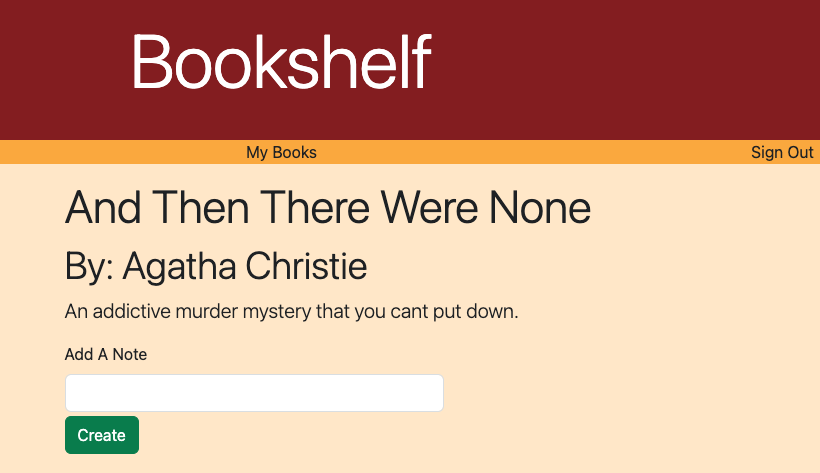 Bookshelf
My Books Sign Out
And Then There Were None
By: Agatha Christie
An addictive murder mystery that you cant put down.
Add A Note
Create